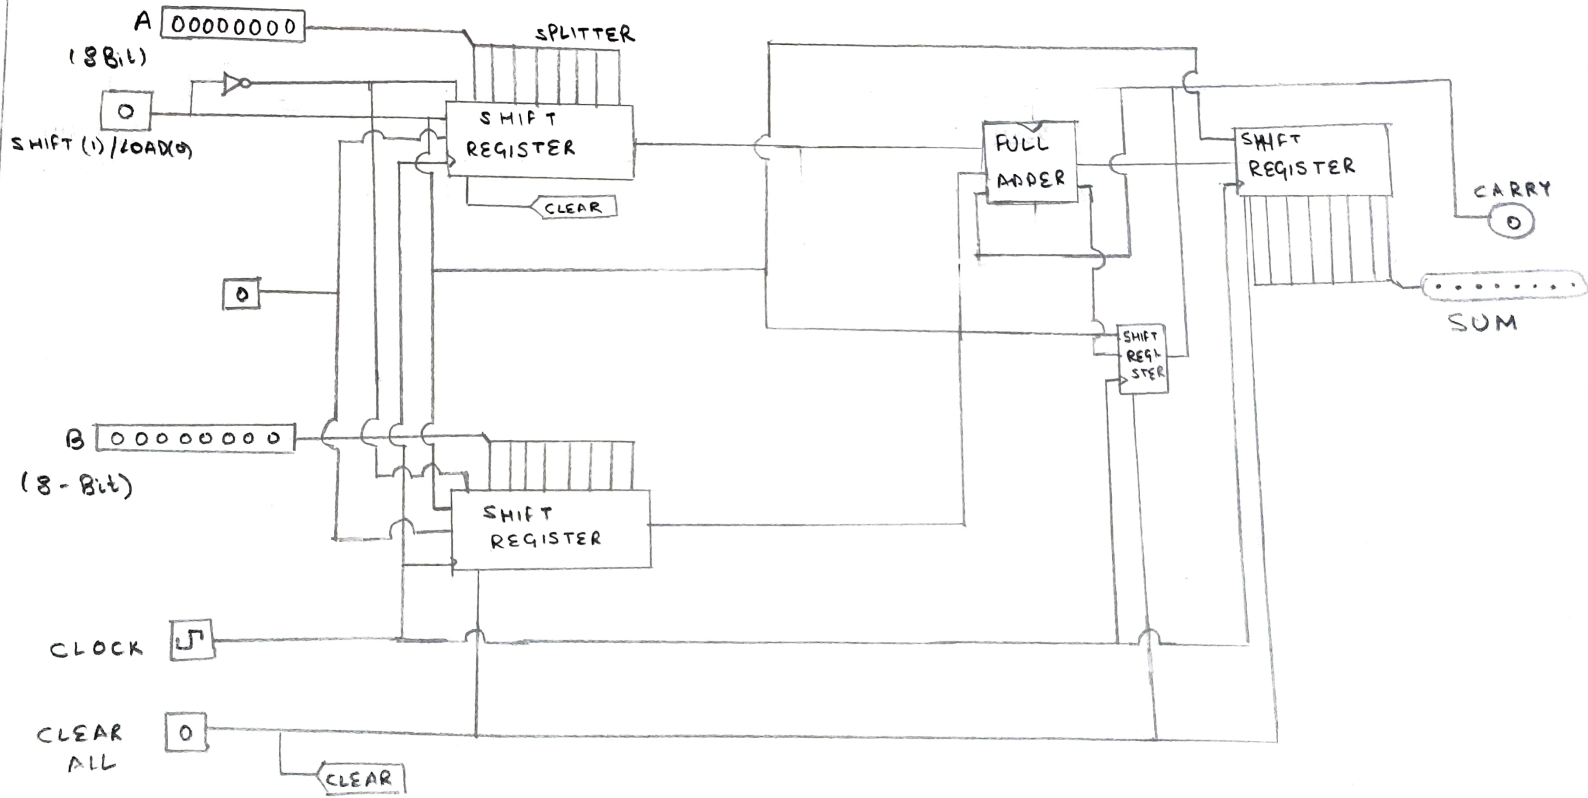 A 00000000
(8Bit)
SPLITTER
0
SHIFT (1) / LOAD(0)
SHIFT
REGISTER
CLEAR
FULL
ADDER
SHIFT
REGISTER
CARRY
0
SUM
0
SHIFT
REGI-
STER
B 00000000
(8-Bit)
SHIFT
REGISTER
CLOCK
CLEAR
ALL
0
CLEAR